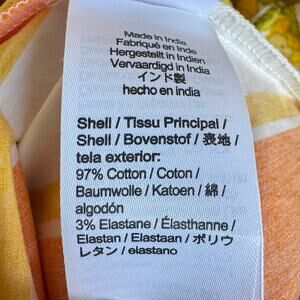 Made in India
Fabriqué en Inde
Hergestellt in Indien
Vervaardigd in India
インド製
hecho en india
Shell / Tissu Principal /
Shell / Bovenstof / 表地 /
tela exterior:
97% Cotton / Coton /
Baumwolle / Katoen / 綿 /
algodón
3% Elastane / Élasthanne /
Elastan / Elastaan / ポリウ
レタン / elastano